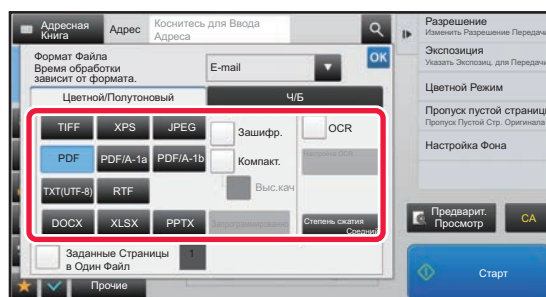 Адресная
Книга
Адрес
Коснитесь для Ввода
Адреса
Разрешение
Изменить Разрешение Передачи
Экспозиция
Указать Экспозиц. для Передачи
Цветной Режим
Пропуск пустой страницы
Пропуск Пустой Стр. Оригинала
Настройка Фона
Предварит.
Просмотр
CA
Старт
Формат Файла
Время обработки
зависит от формата.
E-mail
OK
Цветной/Полутоновый
Ч/Б
TIFF
XPS
JPEG
Зашифр.
OCR
PDF
PDF/A-1a
PDF/A-1b
Компакт.
Настройка OCR
Выс.кач
TXT(UTF-8)
RTF
DOCX
XLSX
PPTX
Степень сжатия
Средний
Заданные Страницы
в Один Файл
1
Прочие